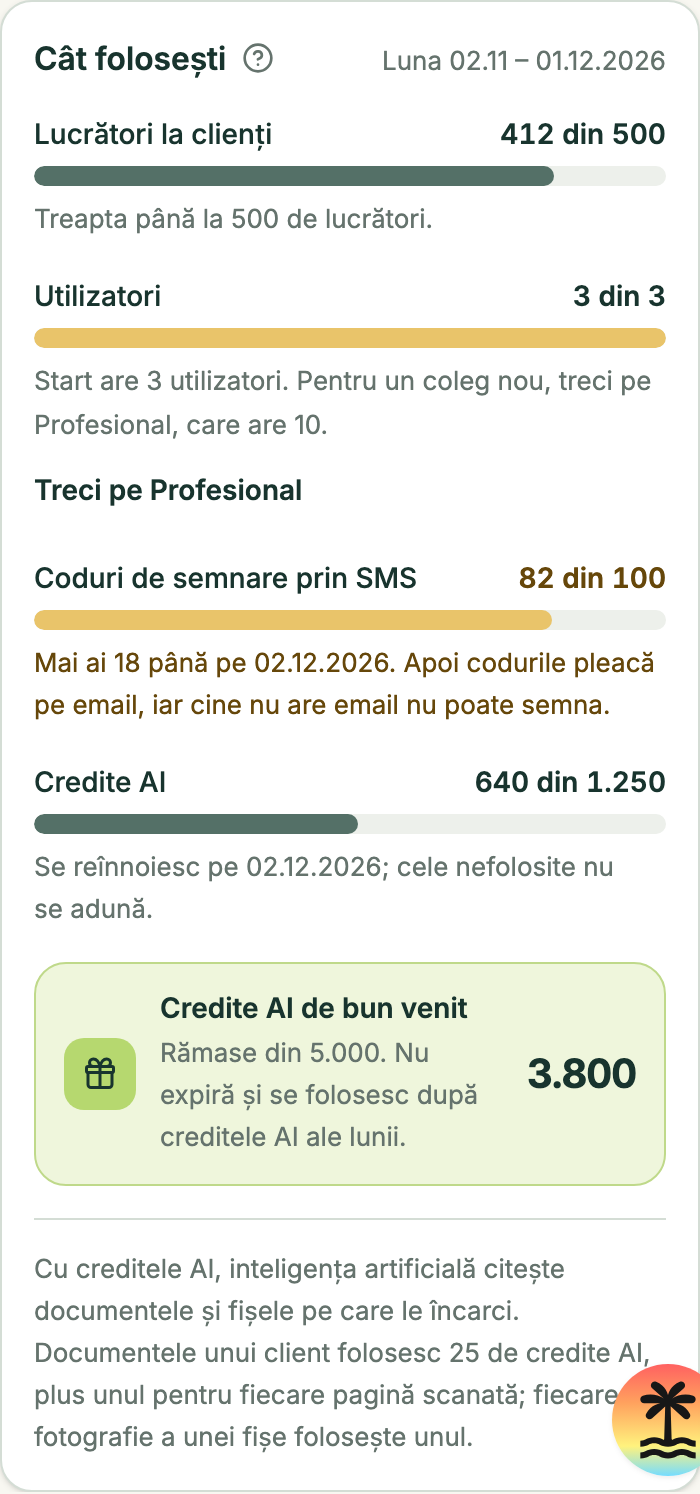 Cât folosești ?
Luna 02.11 – 01.12.2026
Lucrători la clienți
412 din 500
Treapta până la 500 de lucrători.
Utilizatori
3 din 3
Start are 3 utilizatori. Pentru un coleg nou, treci pe
Profesional, care are 10.
Treci pe Profesional
Coduri de semnare prin SMS
82 din 100
Mai ai 18 până pe 02.12.2026. Apoi codurile pleacă
pe email, iar cine nu are email nu poate semna.
Credite AI
640 din 1.250
Se reînnoiesc pe 02.12.2026; cele nefolosite nu
se adună.
Credite AI de bun venit
Rămase din 5.000. Nu
expiră și se folosesc după
creditele AI ale lunii.
3.800
Cu creditele AI, inteligența artificială citește
documentele și fișele pe care le încarci.
Documentele unui client folosesc 25 de credite AI,
plus unul pentru fiecare pagină scanată; fiecare
fotografie a unei fișe folosește unul.